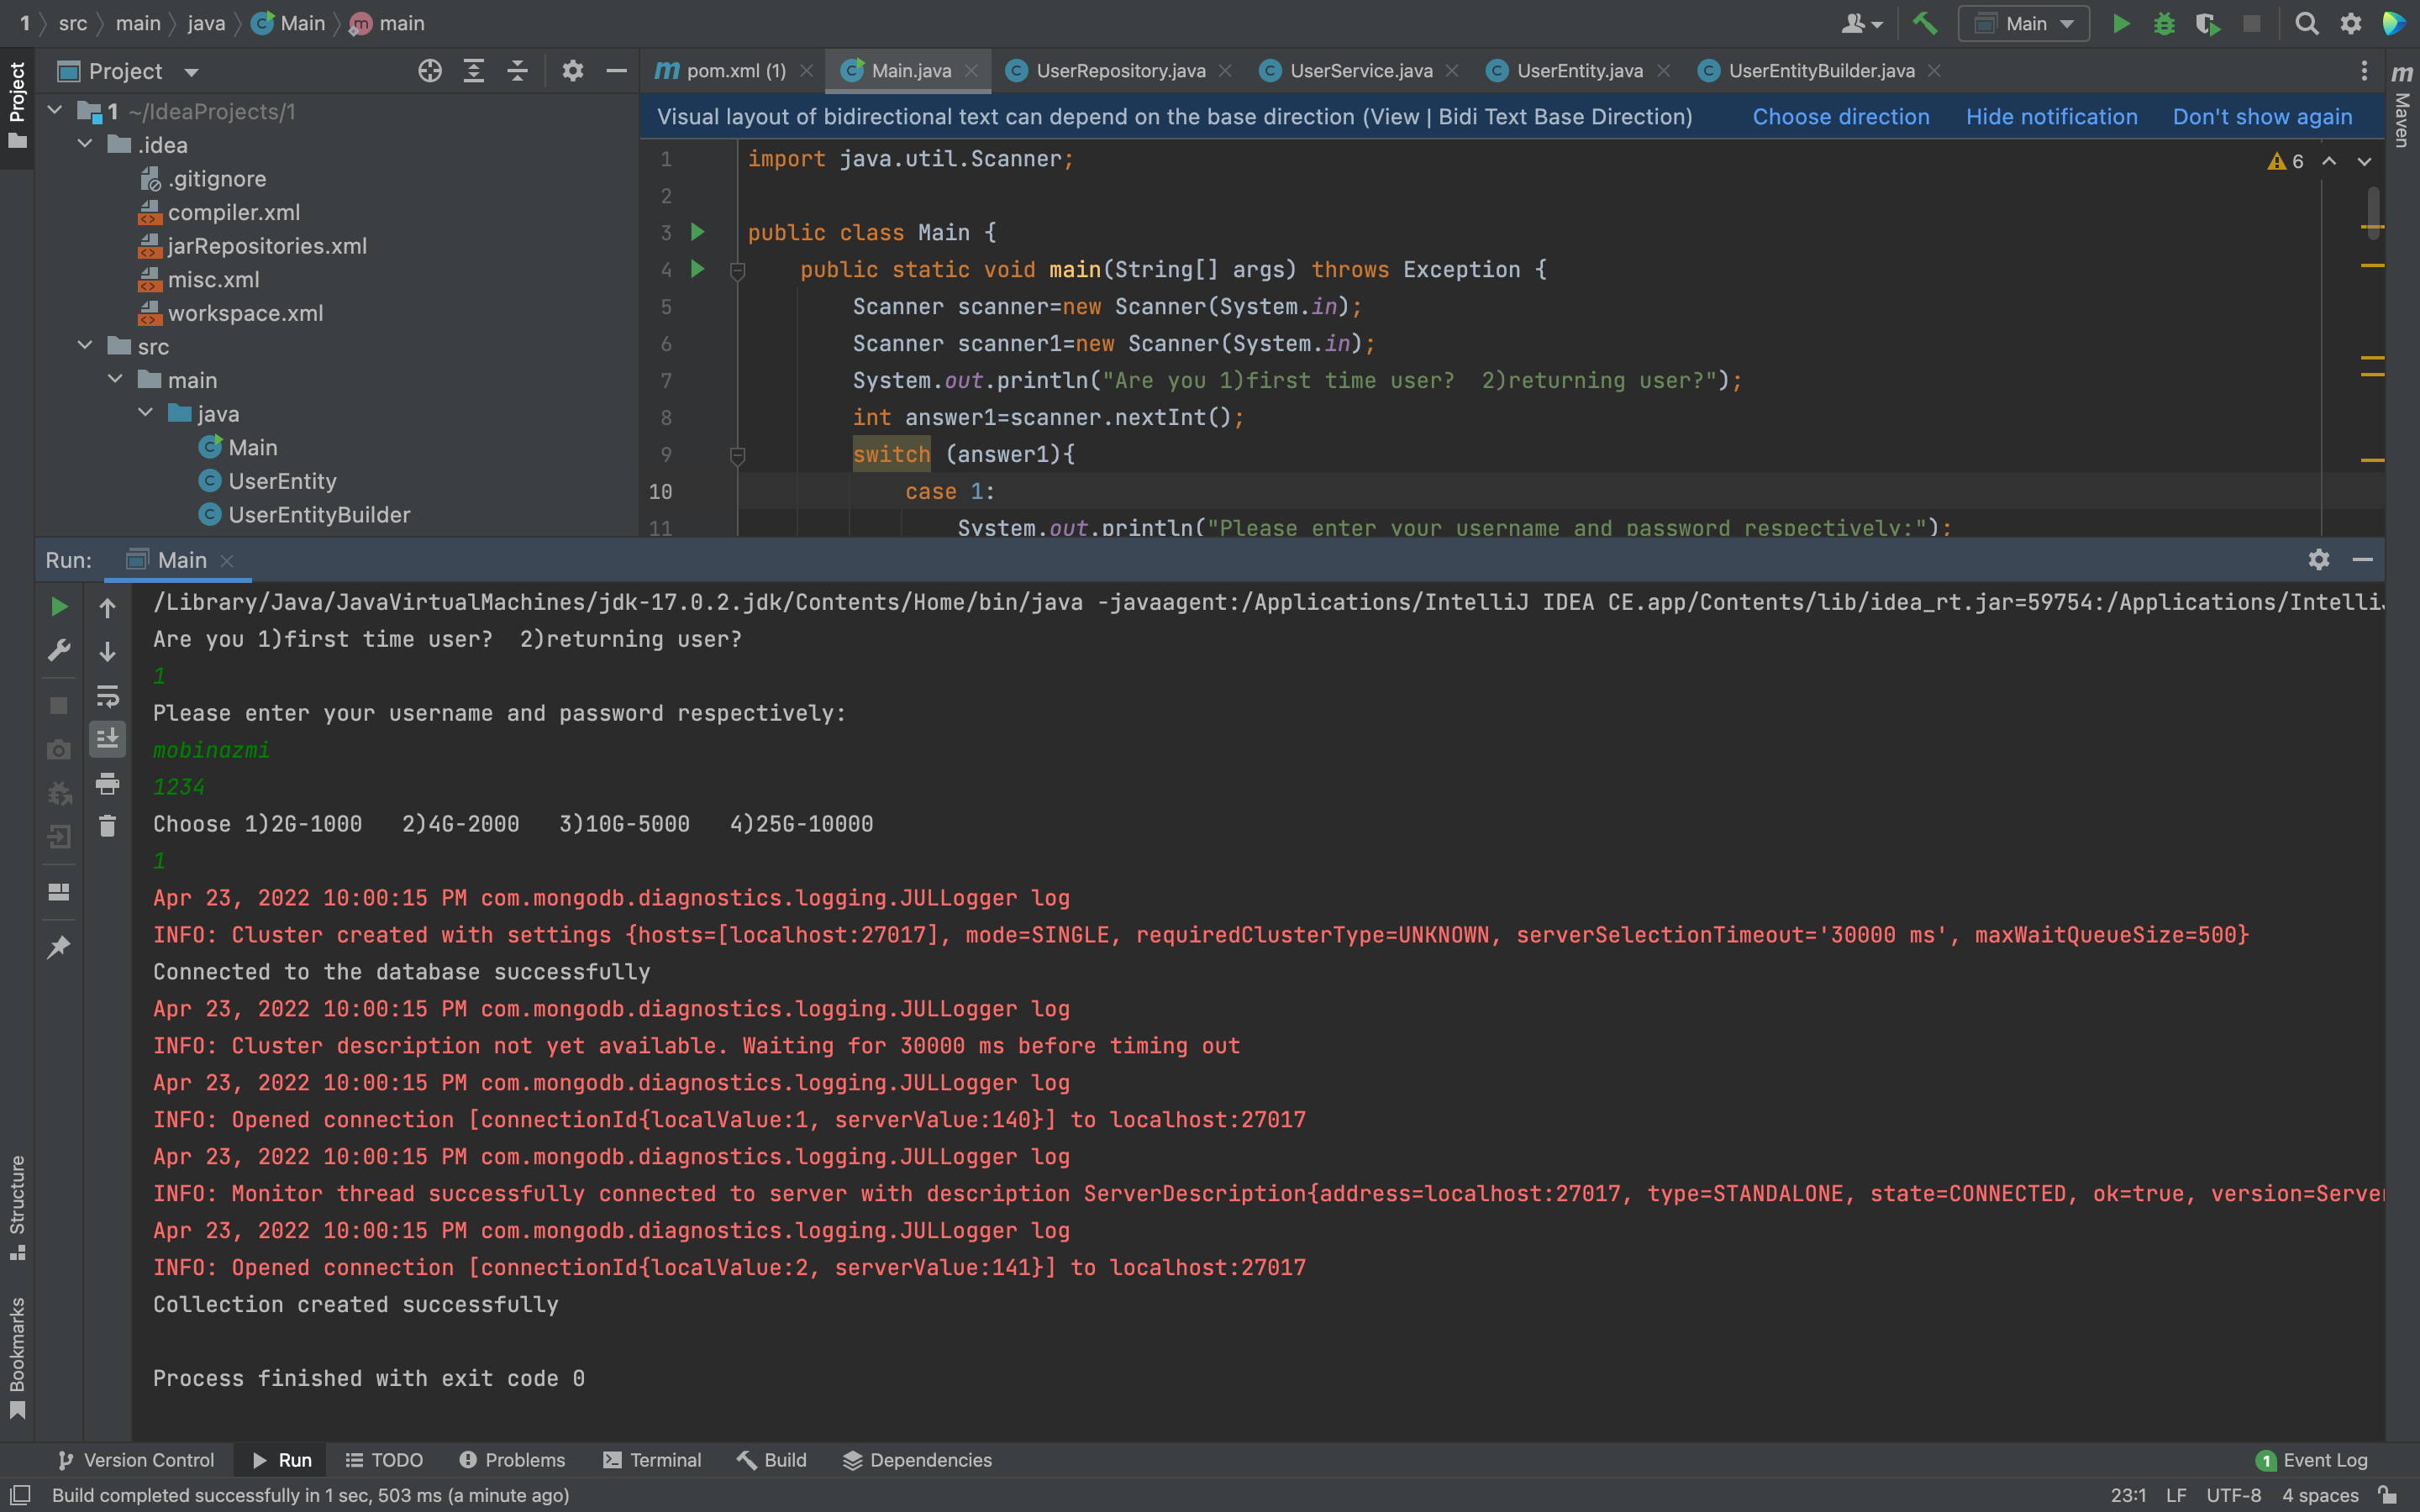 1 src main java Main main
Main
Project
Project
pom.xml (1) Main.java UserRepository.java UserService.java UserEntity.java UserEntityBuilder.java
Maven
Visual layout of bidirectional text can depend on the base direction (View | Bidi Text Base Direction) Choose direction Hide notification Don't show again
1 ~/IdeaProjects/1
.idea
.gitignore
compiler.xml
jarRepositories.xml
misc.xml
workspace.xml
src
main
java
Main
UserEntity
UserEntityBuilder
6
1 import java.util.Scanner;
2
3 public class Main {
4 public static void main(String[] args) throws Exception {
5 Scanner scanner=new Scanner(System.in);
6 Scanner scanner1=new Scanner(System.in);
7 System.out.println("Are you 1)first time user?  2)returning user?");
8 int answer1=scanner.nextInt();
9 switch (answer1){
10 case 1:
11 System.out.println("Please enter your username and password respectively:");
Run: Main
/Library/Java/JavaVirtualMachines/jdk-17.0.2.jdk/Contents/Home/bin/java -javaagent:/Applications/IntelliJ IDEA CE.app/Contents/lib/idea_rt.jar=59754:/Applications/IntelliJ
Are you 1)first time user?  2)returning user?
1
Please enter your username and password respectively:
mobinazmi
1234
Choose 1)2G-1000   2)4G-2000   3)10G-5000   4)25G-10000
1
Apr 23, 2022 10:00:15 PM com.mongodb.diagnostics.logging.JULLogger log
INFO: Cluster created with settings {hosts=[localhost:27017], mode=SINGLE, requiredClusterType=UNKNOWN, serverSelectionTimeout='30000 ms', maxWaitQueueSize=500}
Connected to the database successfully
Apr 23, 2022 10:00:15 PM com.mongodb.diagnostics.logging.JULLogger log
INFO: Cluster description not yet available. Waiting for 30000 ms before timing out
Apr 23, 2022 10:00:15 PM com.mongodb.diagnostics.logging.JULLogger log
INFO: Opened connection [connectionId{localValue:1, serverValue:140}] to localhost:27017
Apr 23, 2022 10:00:15 PM com.mongodb.diagnostics.logging.JULLogger log
INFO: Monitor thread successfully connected to server with description ServerDescription{address=localhost:27017, type=STANDALONE, state=CONNECTED, ok=true, version=Server
Apr 23, 2022 10:00:15 PM com.mongodb.diagnostics.logging.JULLogger log
INFO: Opened connection [connectionId{localValue:2, serverValue:141}] to localhost:27017
Collection created successfully
Process finished with exit code 0
Structure
Bookmarks
Version Control Run TODO Problems Terminal Build Dependencies 1 Event Log
Build completed successfully in 1 sec, 503 ms (a minute ago) 23:1 LF UTF-8 4 spaces